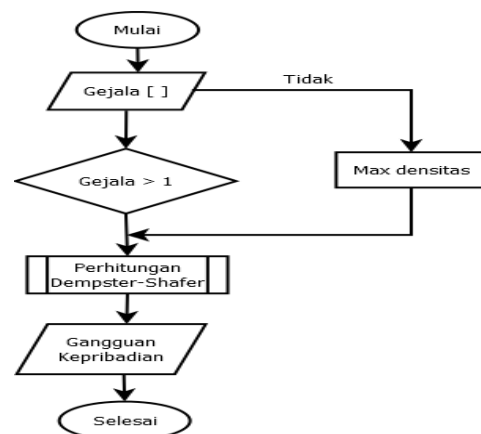 Mulai
Gejala [ ]
Tidak
Gejala > 1
Max densitas
Perhitungan
Dempster-Shafer
Gangguan
Kepribadian
Selesai